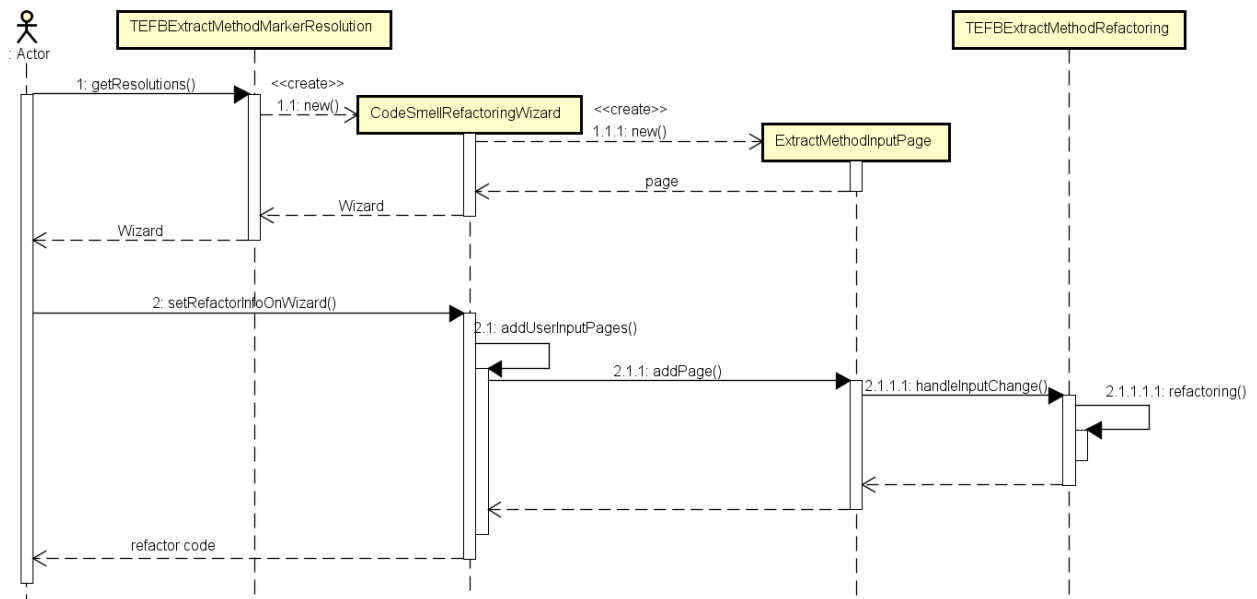 TEFBExtractMethodMarkerResolution
TEFBExtractMethodRefactoring
: Actor
1: getResolutions()
<<create>>
1.1: new()
CodeSmellRefactoringWizard
<<create>>
1.1.1: new()
ExtractMethodInputPage
page
Wizard
Wizard
2: setRefactorInfoOnWizard()
2.1: addUserInputPages()
2.1.1: addPage()
2.1.1.1: handleInputChange()
2.1.1.1.1: refactoring()
refactor code